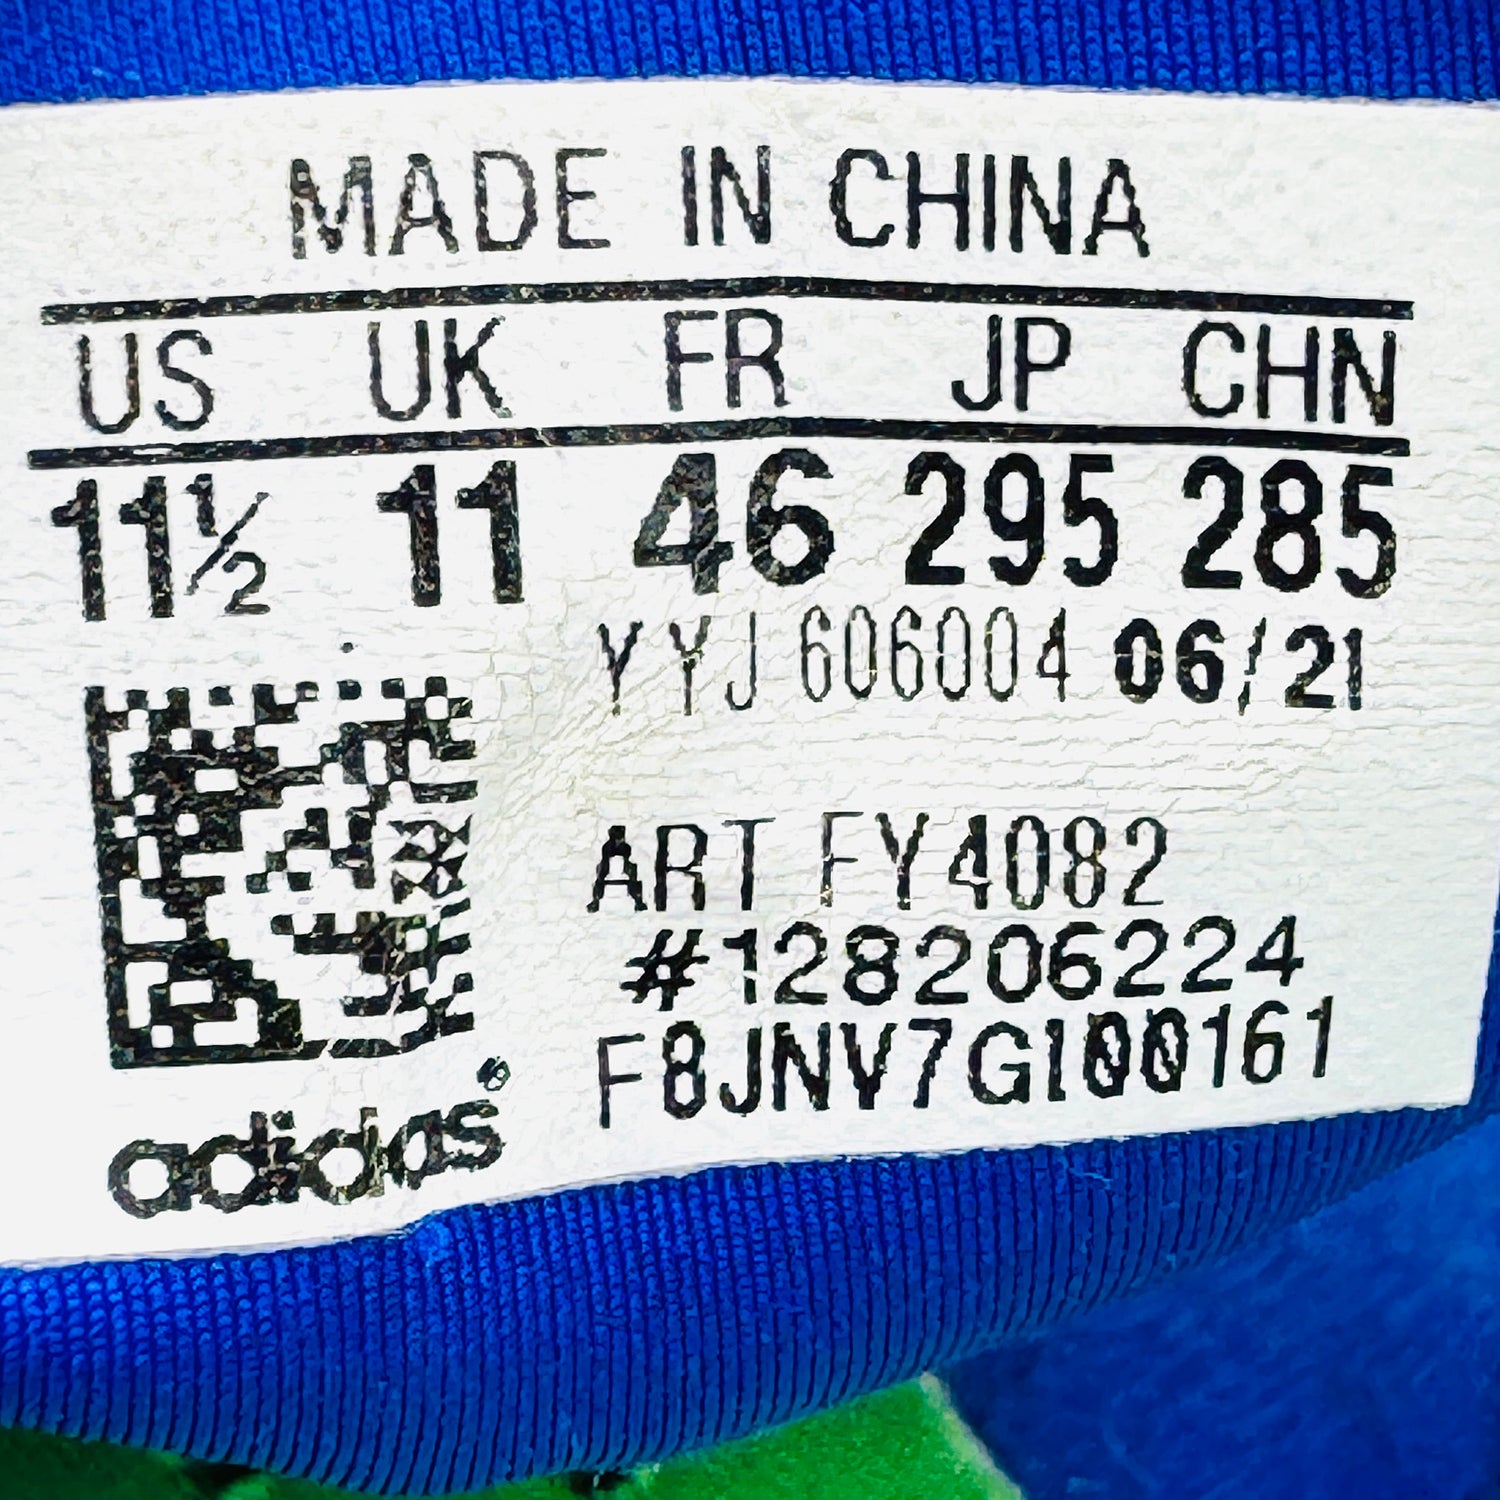 MADE IN CHINA
US UK FR JP CHN
11½ 11 46 295 285
YYJ 606004 06/21
ART FY4082
#128206224
F8JNV7G100161
adidas